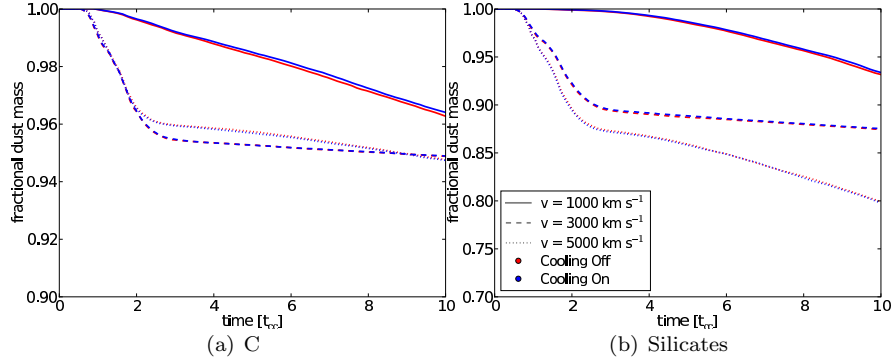 fractional dust mass
1.00
0.98
0.96
0.94
0.92
0.90
0 2 4 6 8 10
time [t_cc]
(a) C
fractional dust mass
1.00
0.95
0.90
0.85
0.80
0.75
0.70
v = 1000 km s⁻¹
v = 3000 km s⁻¹
v = 5000 km s⁻¹
Cooling Off
Cooling On
0 2 4 6 8 10
time [t_cc]
(b) Silicates